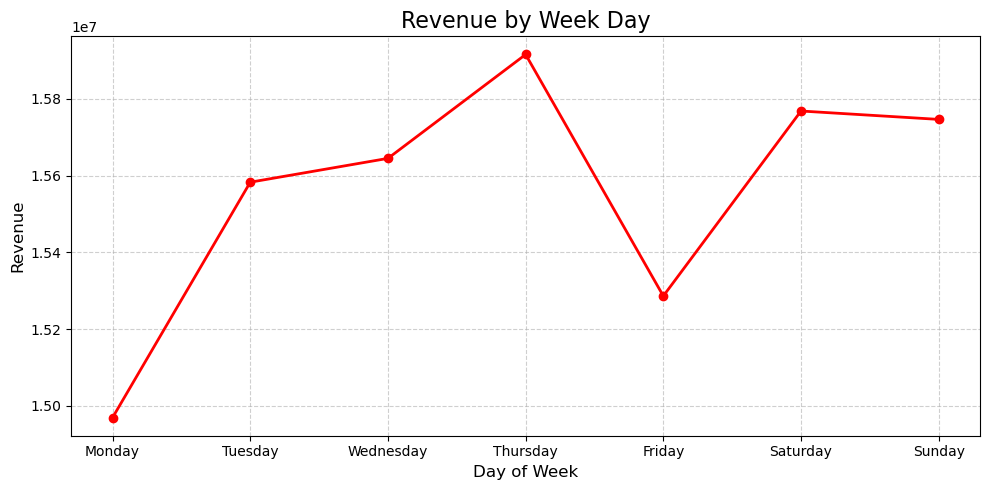 Revenue by Week Day
1e7
1.58
1.56
1.54
1.52
1.50
Revenue
Monday Tuesday Wednesday Thursday Friday Saturday Sunday
Day of Week